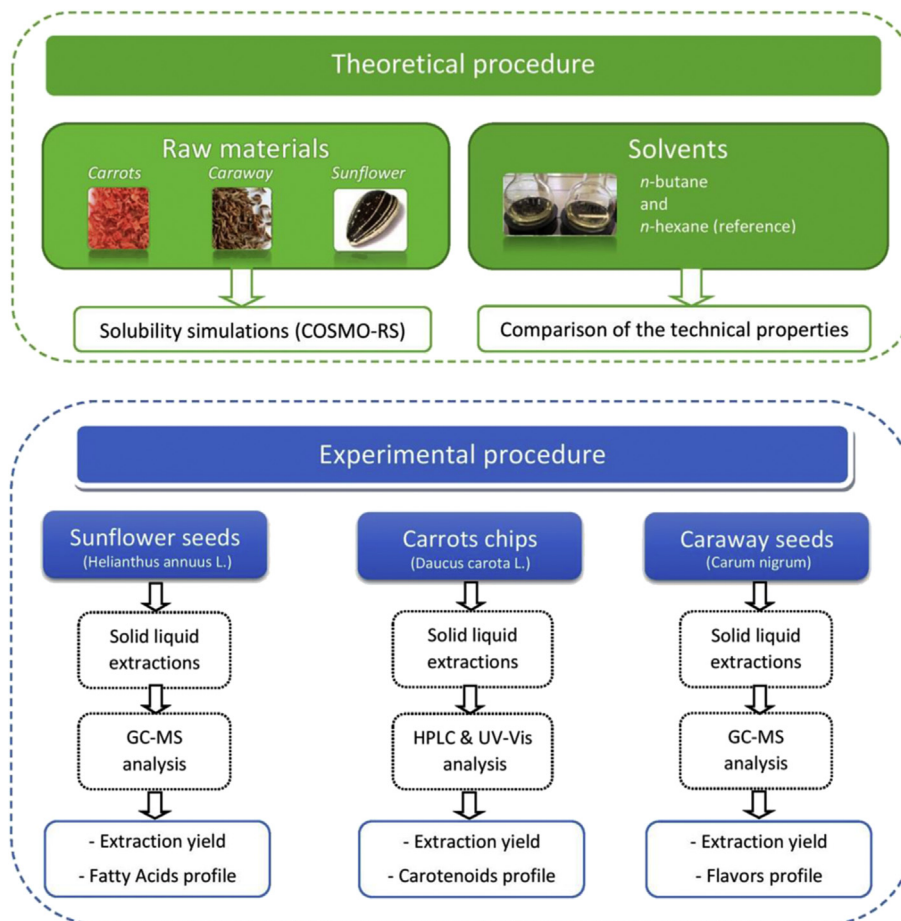 Theoretical procedure
Raw materials
Carrots
Caraway
Sunflower
Solvents
n-butane
and
n-hexane (reference)
Solubility simulations (COSMO-RS)
Comparison of the technical properties
Experimental procedure
Sunflower seeds
(Helianthus annuus L.)
Solid liquid
extractions
GC-MS
analysis
- Extraction yield
- Fatty Acids profile
Carrots chips
(Daucus carota L.)
Solid liquid
extractions
HPLC & UV-Vis
analysis
- Extraction yield
- Carotenoids profile
Caraway seeds
(Carum nigrum)
Solid liquid
extractions
GC-MS
analysis
- Extraction yield
- Flavors profile